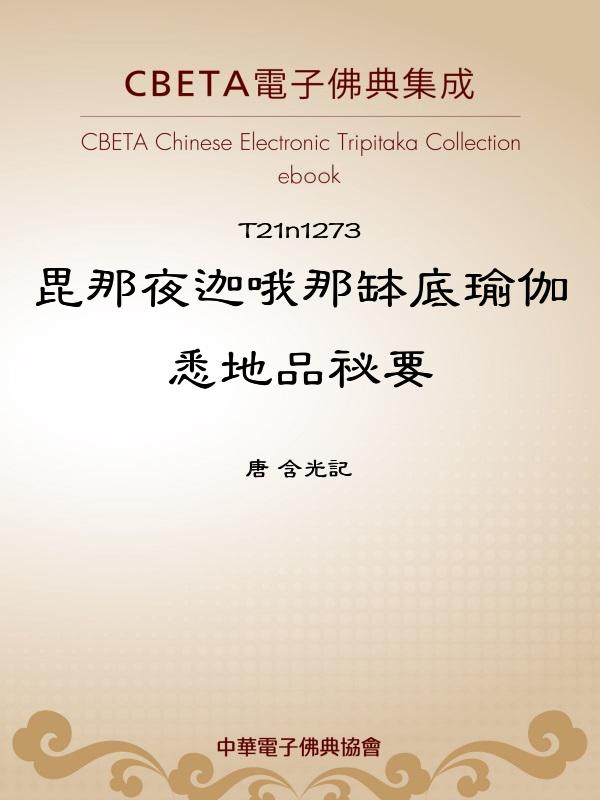 CBETA電子佛典集成
CBETA Chinese Electronic Tripitaka Collection
ebook
T21n1273
毘那夜迦哦那缽底瑜伽
悉地品祕要
唐 含光記
中華電子佛典協會